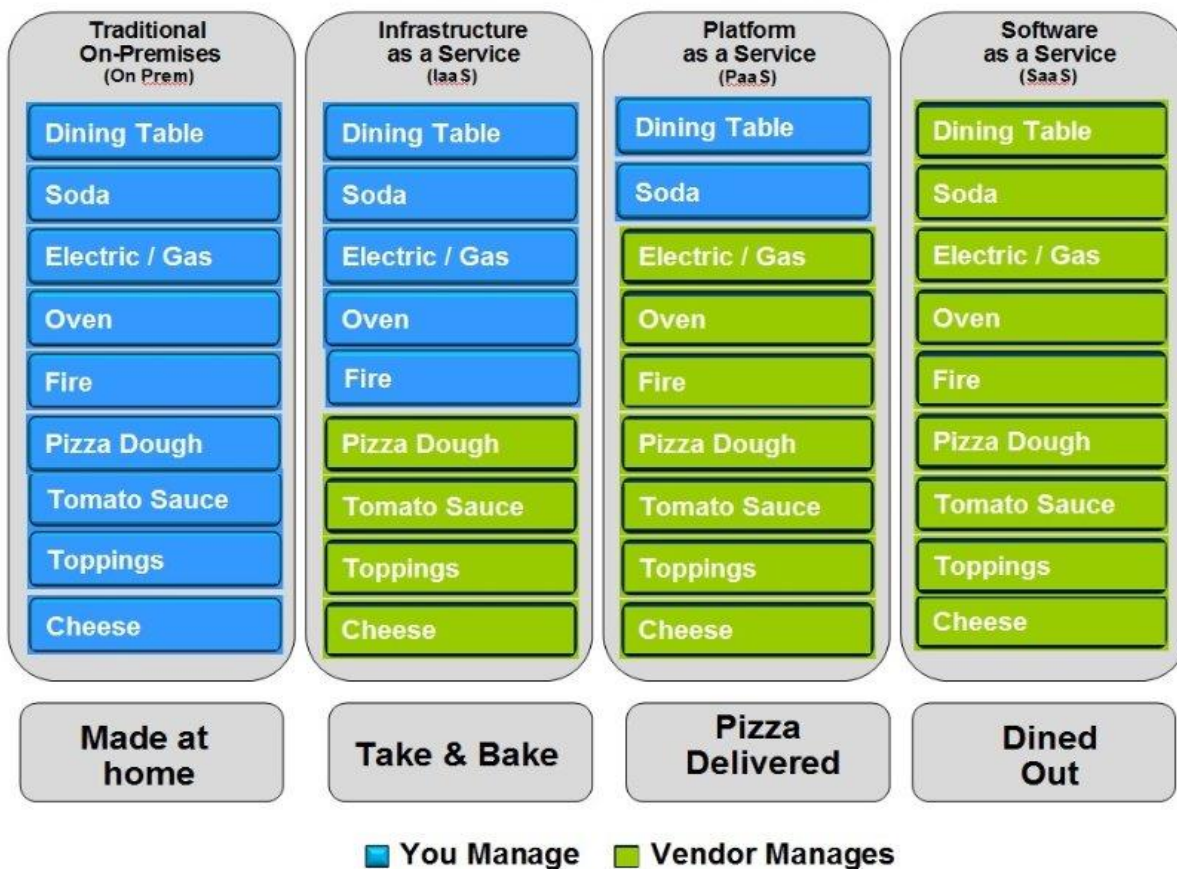 Traditional
On-Premises
(On Prem)
Dining Table
Soda
Electric / Gas
Oven
Fire
Pizza Dough
Tomato Sauce
Toppings
Cheese
Made at
home
Infrastructure
as a Service
(IaaS)
Dining Table
Soda
Electric / Gas
Oven
Fire
Pizza Dough
Tomato Sauce
Toppings
Cheese
Take & Bake
Platform
as a Service
(PaaS)
Dining Table
Soda
Electric / Gas
Oven
Fire
Pizza Dough
Tomato Sauce
Toppings
Cheese
Pizza
Delivered
Software
as a Service
(SaaS)
Dining Table
Soda
Electric / Gas
Oven
Fire
Pizza Dough
Tomato Sauce
Toppings
Cheese
Dined
Out
You Manage
Vendor Manages